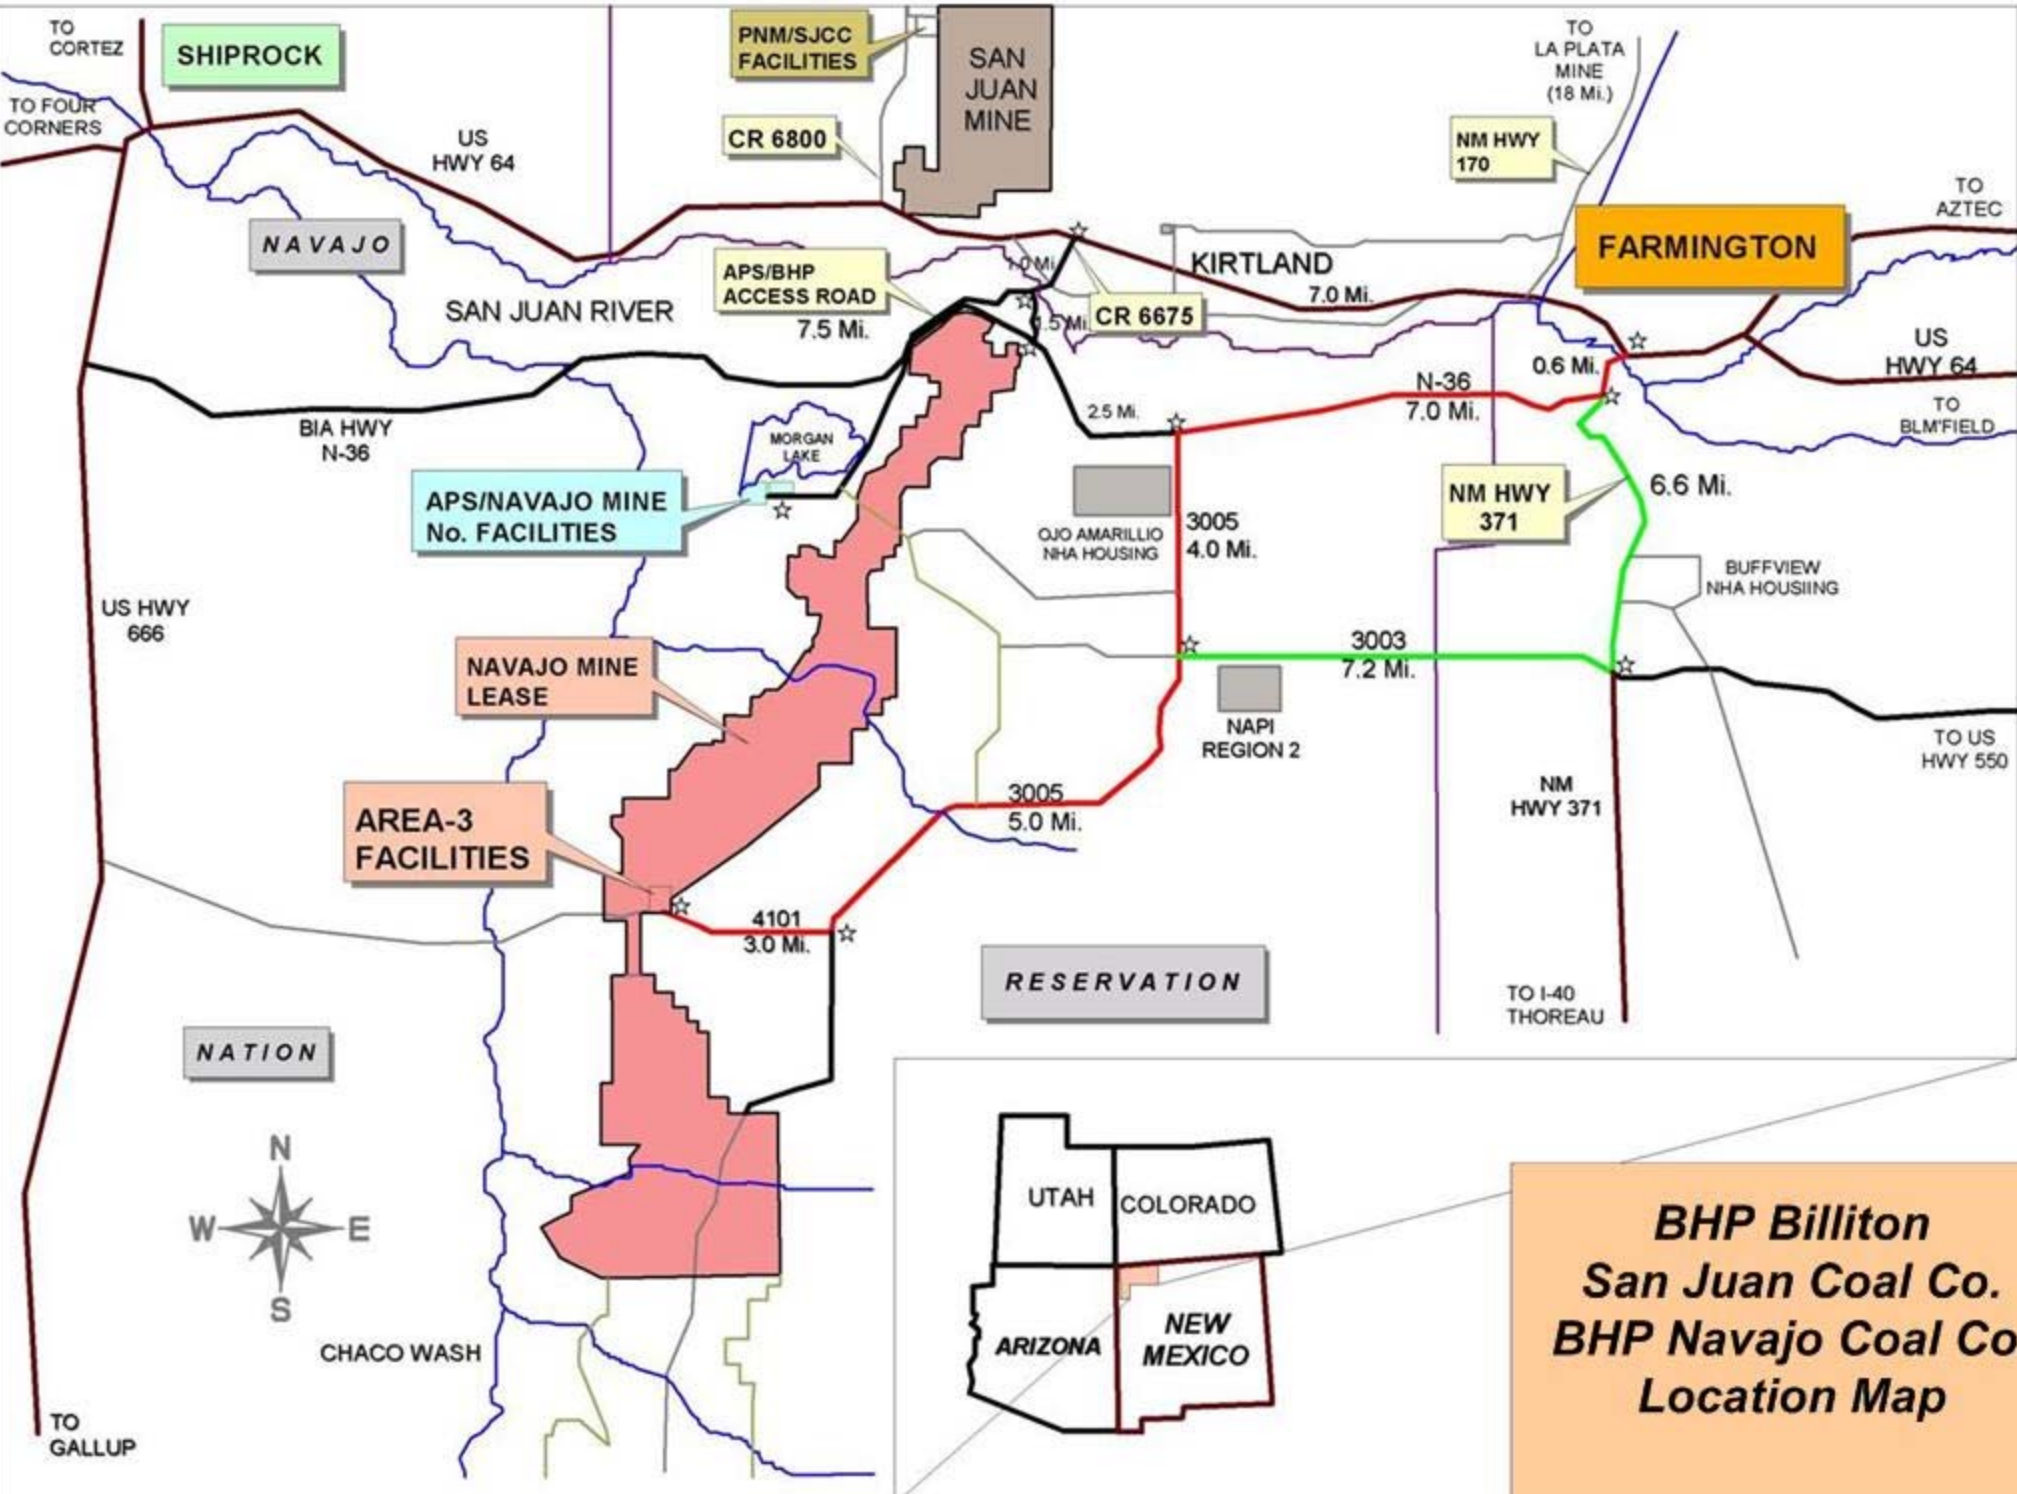 TO
CORTEZ
SHIPROCK
PNM/SJCC
FACILITIES
SAN
JUAN
MINE
TO
LA PLATA
MINE
(18 Mi.)
TO FOUR
CORNERS
US
HWY 64
CR 6800
NM HWY
170
TO
AZTEC
NAVAJO
FARMINGTON
APS/BHP
ACCESS ROAD
7.5 Mi.
1.0 Mi.
KIRTLAND
7.0 Mi.
SAN JUAN RIVER
1.5 Mi.
CR 6675
US
HWY 64
0.6 Mi.
N-36
7.0 Mi.
2.5 Mi.
TO
BLM'FIELD
BIA HWY
N-36
MORGAN
LAKE
APS/NAVAJO MINE
No. FACILITIES
NM HWY
371
6.6 Mi.
OJO AMARILLIO
NHA HOUSING
3005
4.0 Mi.
BUFFVIEW
NHA HOUSIING
US HWY
666
NAVAJO MINE
LEASE
3003
7.2 Mi.
NAPI
REGION 2
TO US
HWY 550
NM
HWY 371
AREA-3
FACILITIES
3005
5.0 Mi.
4101
3.0 Mi.
RESERVATION
TO I-40
THOREAU
NATION
N
W
E
S
UTAH
COLORADO
ARIZONA
NEW
MEXICO
CHACO WASH
TO
GALLUP
BHP Billiton
San Juan Coal Co.
BHP Navajo Coal Co
Location Map